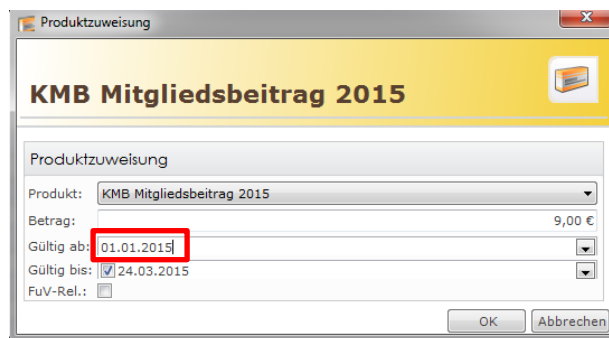 Produktzuweisung
KMB Mitgliedsbeitrag 2015
Produktzuweisung
Produkt: KMB Mitgliedsbeitrag 2015
Betrag: 9,00 €
Gültig ab: 01.01.2015
Gültig bis: 24.03.2015
FuV-Rel.:
OK Abbrechen